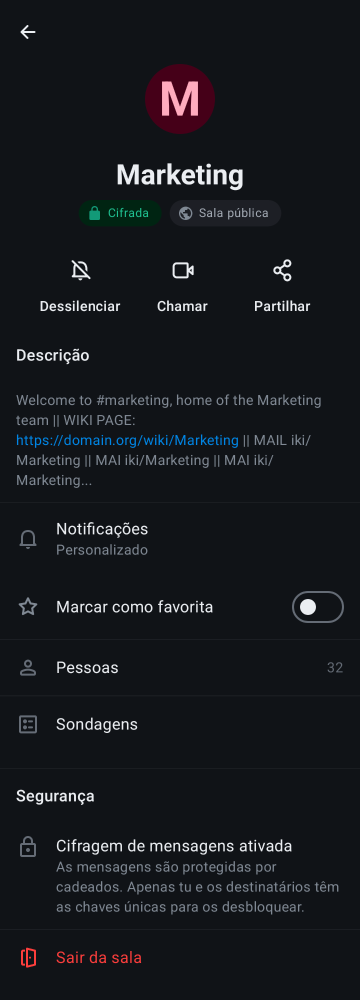 M
Marketing
Cifrada
Sala pública
Dessilenciar
Chamar
Partilhar
Descrição
Welcome to #marketing, home of the Marketing
team || WIKI PAGE:
https://domain.org/wiki/Marketing || MAIL iki/
Marketing || MAI iki/Marketing || MAI iki/
Marketing...
Notificações
Personalizado
Marcar como favorita
Pessoas 32
Sondagens
Segurança
Cifragem de mensagens ativada
As mensagens são protegidas por
cadeados. Apenas tu e os destinatários têm
as chaves únicas para os desbloquear.
Sair da sala